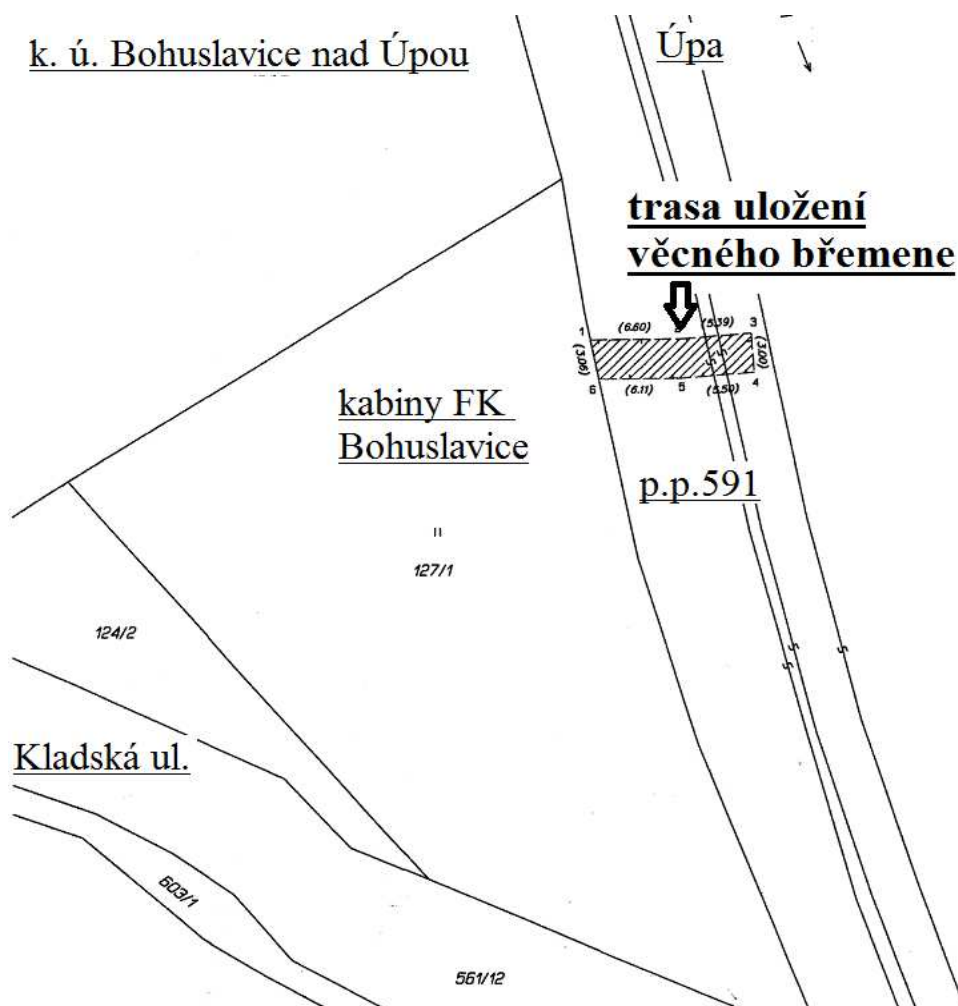 k. ú. Bohuslavice nad Úpou
Úpa
trasa uložení
věcného břemene
1
(6.60)
(5.39)
3
(3.06)
(3.00)
6
(6.11)
5
(5.50)
4
kabiny FK
Bohuslavice
p.p.591
127/1
124/2
Kladská ul.
603/1
561/12